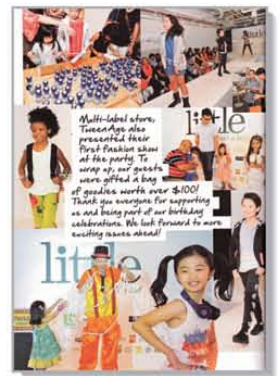 little
Multi-label store,
TweenAge also
presented their
first fashion show
at the party. To
wrap up, our guests
were gifted a bag
of goodies worth over $100!
Thank you everyone for supporting
us and being part of our birthday
celebrations. We look forward to more
exciting issues ahead!
little